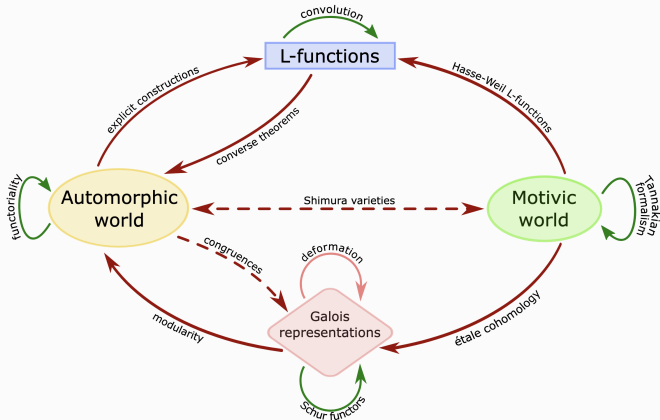 convolution
L-functions
explicit constructions
converse theorems
Hasse-Weil L-functions
functoriality
Automorphic
world
Shimura varieties
Motivic
world
Tannakian
formalism
congruences
deformation
Galois
representations
modularity
étale cohomology
Schur functors